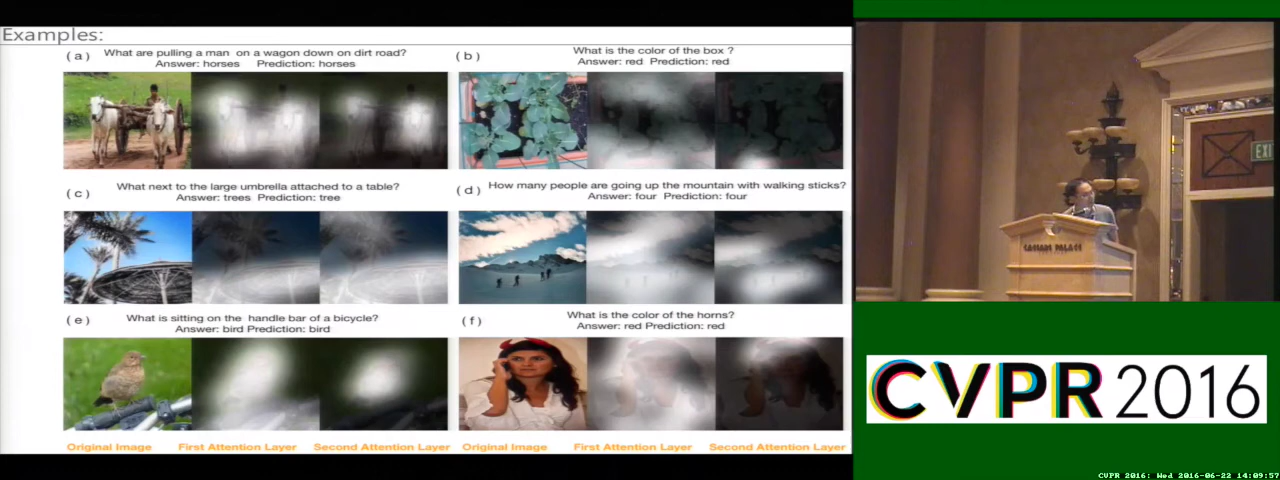 Examples:
(a) What are pulling a man on a wagon down on dirt road?
Answer: horses Prediction: horses
(b) What is the color of the box ?
Answer: red Prediction: red
(c) What next to the large umbrella attached to a table?
Answer: trees Prediction: tree
(d) How many people are going up the mountain with walking sticks?
Answer: four Prediction: four
(e) What is sitting on the handle bar of a bicycle?
Answer: bird Prediction: bird
(f) What is the color of the horns?
Answer: red Prediction: red
Original Image First Attention Layer Second Attention Layer Original Image First Attention Layer Second Attention Layer
EXI
CAESARS PALACE
CVPR 2016
CVPR 2016: Wed 2016-06-22 14:09:57